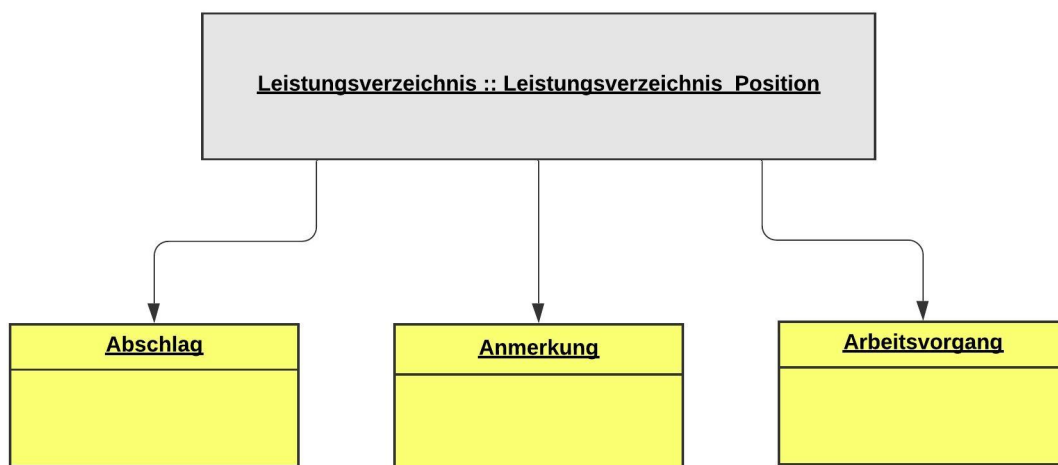 Leistungsverzeichnis :: Leistungsverzeichnis_Position
Abschlag
Anmerkung
Arbeitsvorgang